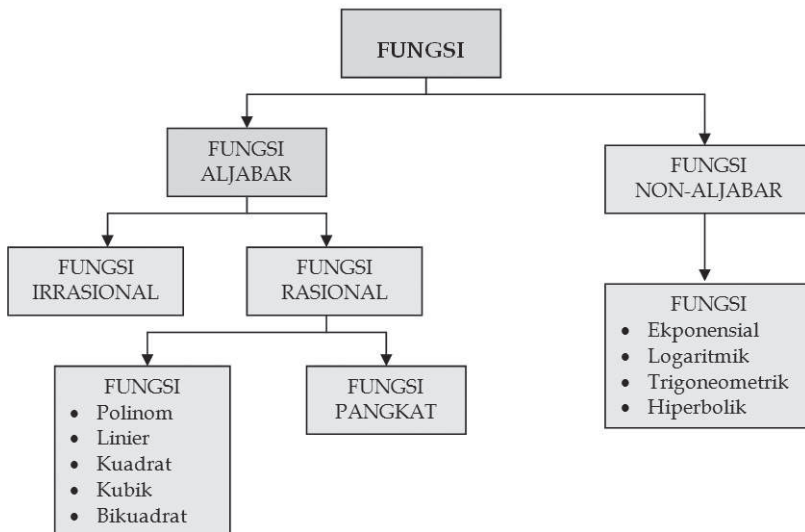 FUNGSI
FUNGSI
ALJABAR
FUNGSI
NON-ALJABAR
FUNGSI
IRRASIONAL
FUNGSI
RASIONAL
FUNGSI
• Polinom
• Linier
• Kuadrat
• Kubik
• Bikuadrat
FUNGSI
PANGKAT
FUNGSI
• Ekponensial
• Logaritmik
• Trigoneometrik
• Hiperbolik